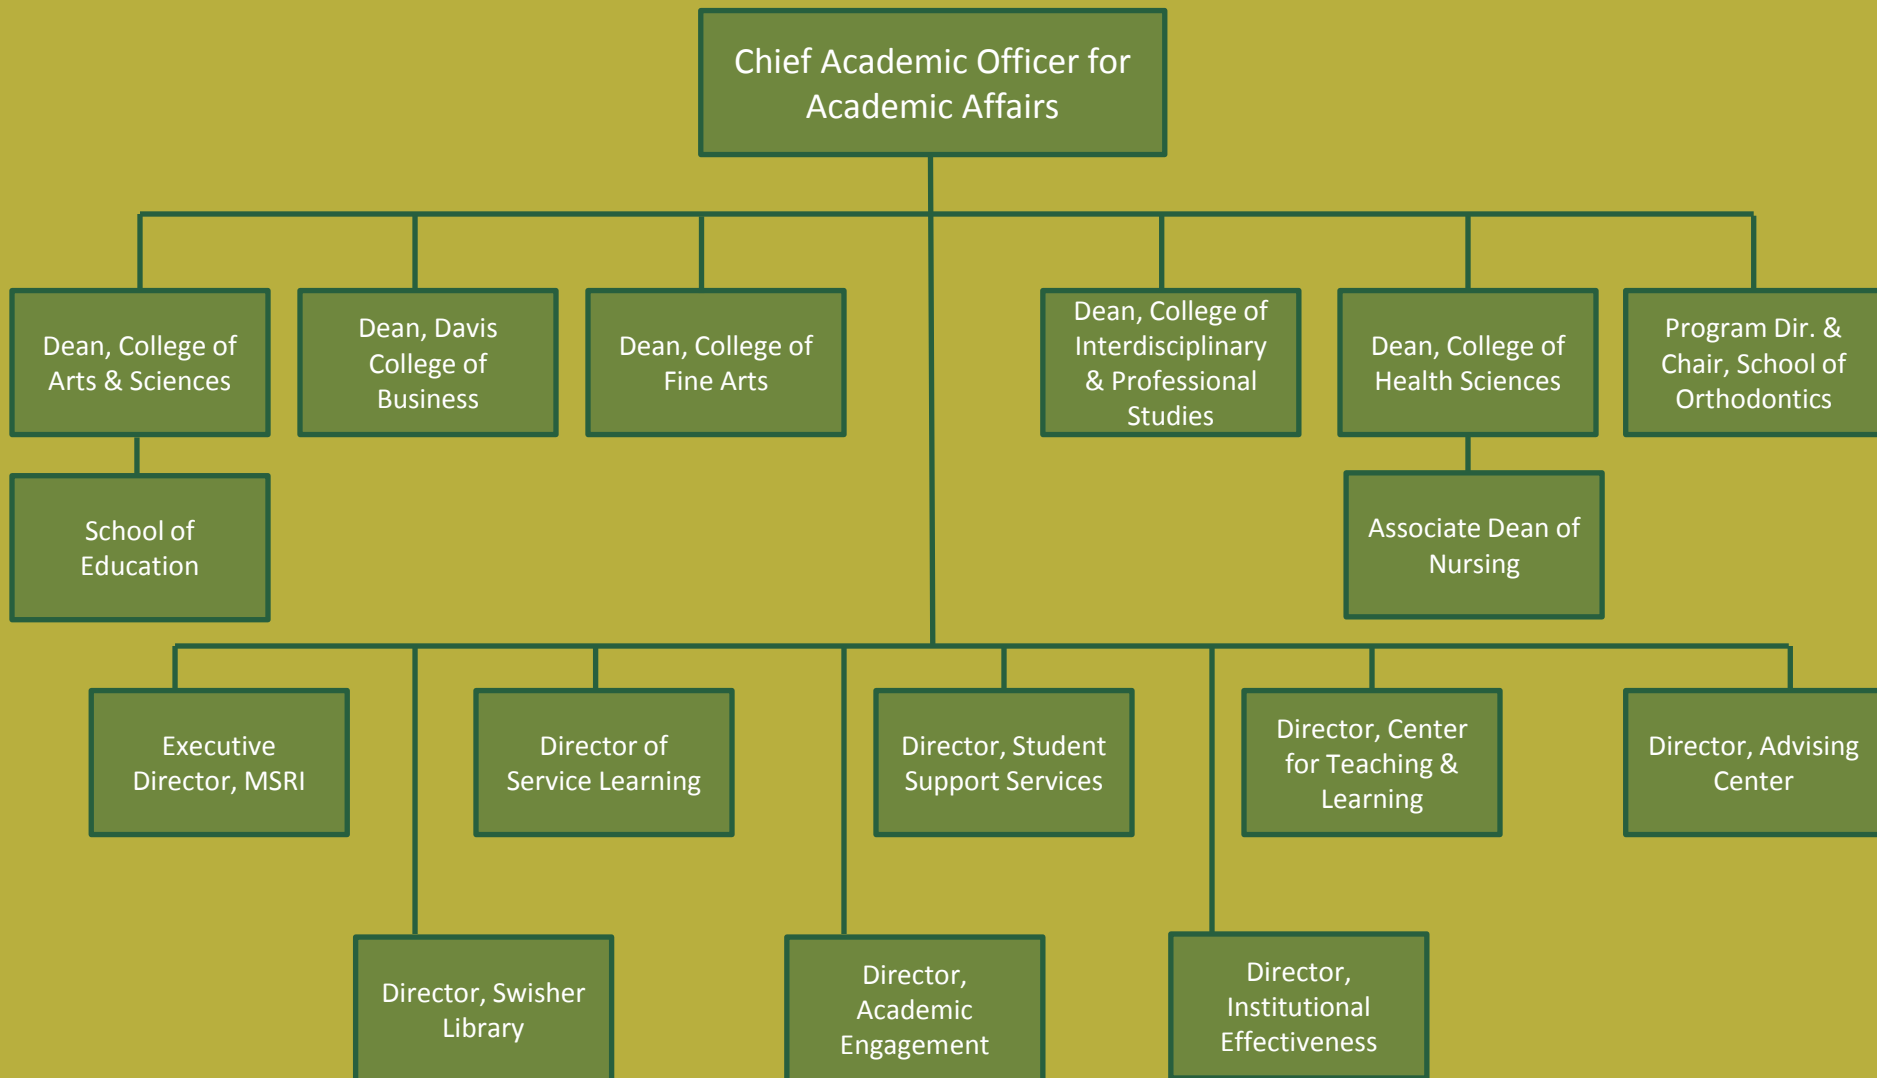 Chief Academic Officer for
Academic Affairs
Dean, College of
Arts & Sciences
Dean, Davis
College of
Business
Dean, College of
Fine Arts
Dean, College of
Interdisciplinary
& Professional
Studies
Dean, College of
Health Sciences
Program Dir. &
Chair, School of
Orthodontics
School of
Education
Associate Dean of
Nursing
Executive
Director, MSRI
Director of
Service Learning
Director, Student
Support Services
Director, Center
for Teaching &
Learning
Director, Advising
Center
Director, Swisher
Library
Director,
Academic
Engagement
Director,
Institutional
Effectiveness